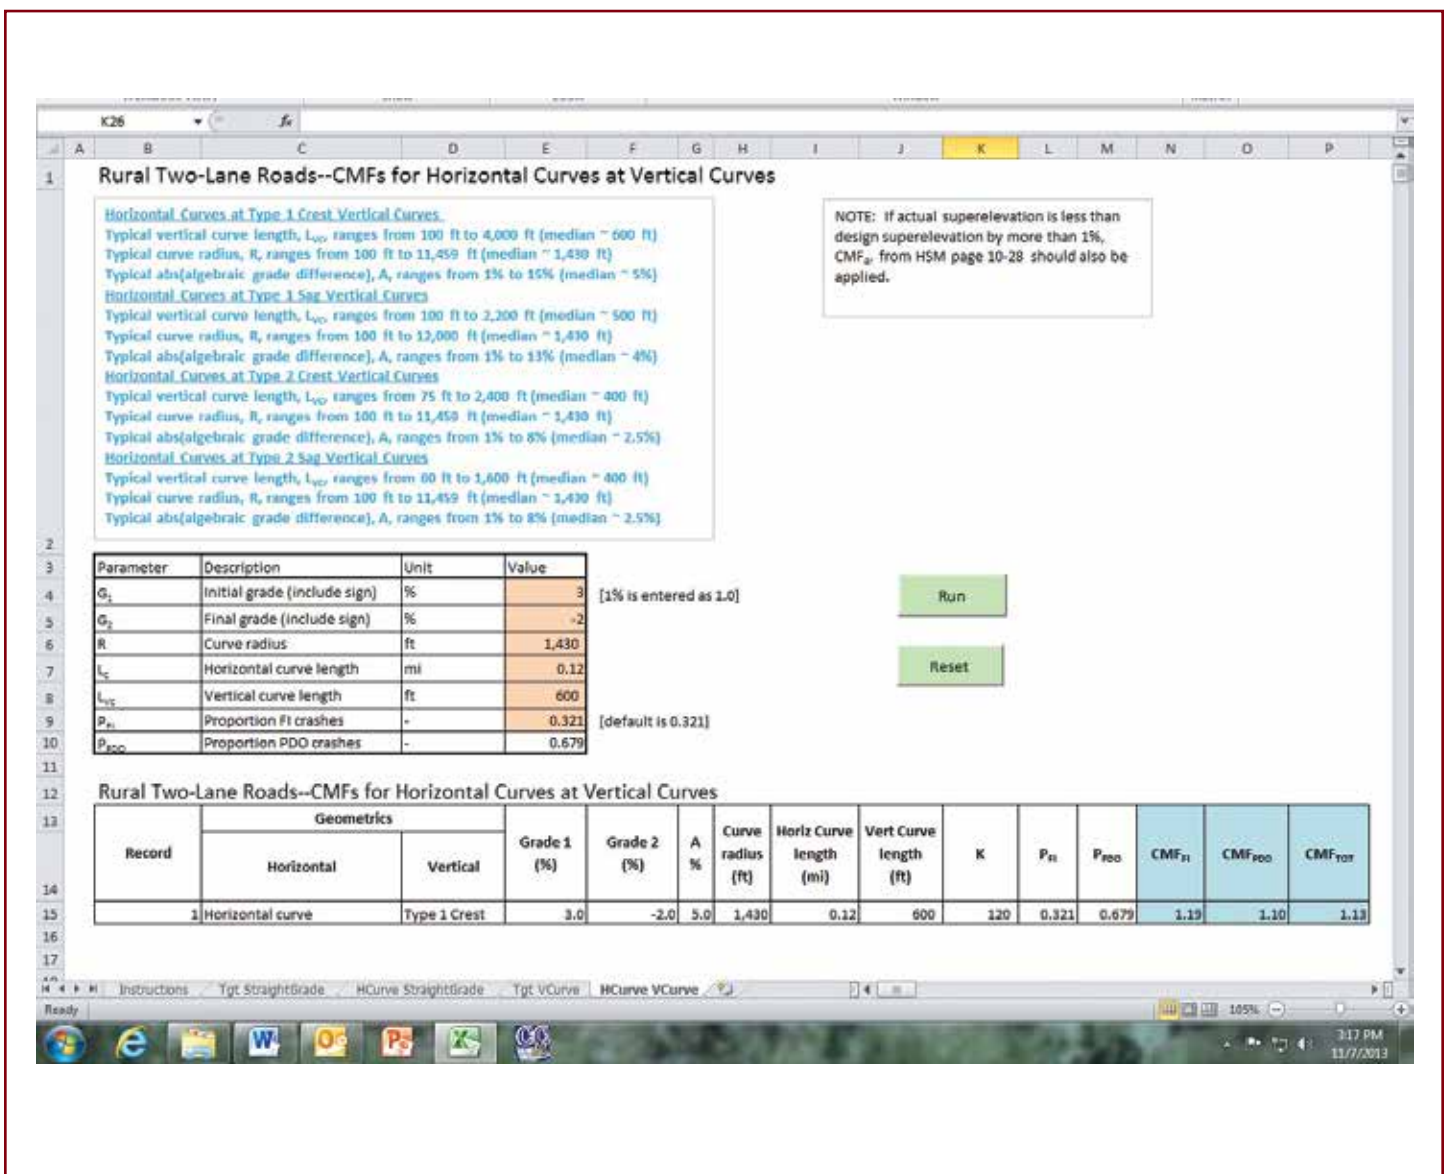 K26
fx
A B C D E F G H I J K L M N O P
1 Rural Two-Lane Roads--CMFs for Horizontal Curves at Vertical Curves
Horizontal Curves at Type 1 Crest Vertical Curves
Typical vertical curve length, LVC, ranges from 100 ft to 4,000 ft (median ~ 600 ft)
Typical curve radius, R, ranges from 100 ft to 11,459 ft (median ~ 1,430 ft)
Typical abs(algebraic grade difference), A, ranges from 1% to 15% (median ~ 5%)
Horizontal Curves at Type 1 Sag Vertical Curves
Typical vertical curve length, LVC, ranges from 100 ft to 2,200 ft (median ~ 500 ft)
Typical curve radius, R, ranges from 100 ft to 12,000 ft (median ~ 1,430 ft)
Typical abs(algebraic grade difference), A, ranges from 1% to 13% (median ~ 4%)
Horizontal Curves at Type 2 Crest Vertical Curves
Typical vertical curve length, LVC, ranges from 75 ft to 2,400 ft (median ~ 400 ft)
Typical curve radius, R, ranges from 100 ft to 11,459 ft (median ~ 1,430 ft)
Typical abs(algebraic grade difference), A, ranges from 1% to 8% (median ~ 2.5%)
Horizontal Curves at Type 2 Sag Vertical Curves
Typical vertical curve length, LVC, ranges from 60 ft to 1,600 ft (median ~ 400 ft)
Typical curve radius, R, ranges from 100 ft to 11,459 ft (median ~ 1,430 ft)
Typical abs(algebraic grade difference), A, ranges from 1% to 8% (median ~ 2.5%)
NOTE: If actual superelevation is less than
design superelevation by more than 1%,
from HSM page 10-28 should also be
applied.
2
3 Parameter Description Unit Value
4 G1 Initial grade (include sign) % 3 [1% is entered as 1.0]
5 G2 Final grade (include sign) % -2
6 R Curve radius ft 1,430
7 Lc Horizontal curve length mi 0.12
8 LVC Vertical curve length ft 600
9 PFI Proportion FI crashes - 0.321 [default is 0.321]
10 PPDO Proportion PDO crashes - 0.679
Run
Reset
11
12 Rural Two-Lane Roads--CMFs for Horizontal Curves at Vertical Curves
13 Geometrics
14 Record Horizontal Vertical Grade 1 (%) Grade 2 (%) A % Curve radius (ft) Horiz Curve length (mi) Vert Curve length (ft) K PFI PPDO CMFFI CMFPDO CMFTOT
15 1 Horizontal curve Type 1 Crest 3.0 -2.0 5.0 1,430 0.12 600 120 0.321 0.679 1.19 1.10 1.13
16
17
Instructions Tgt StraightGrade HCurve StraightGrade Tgt VCurve HCurve VCurve
Ready 105%
3:17 PM
11/7/2013